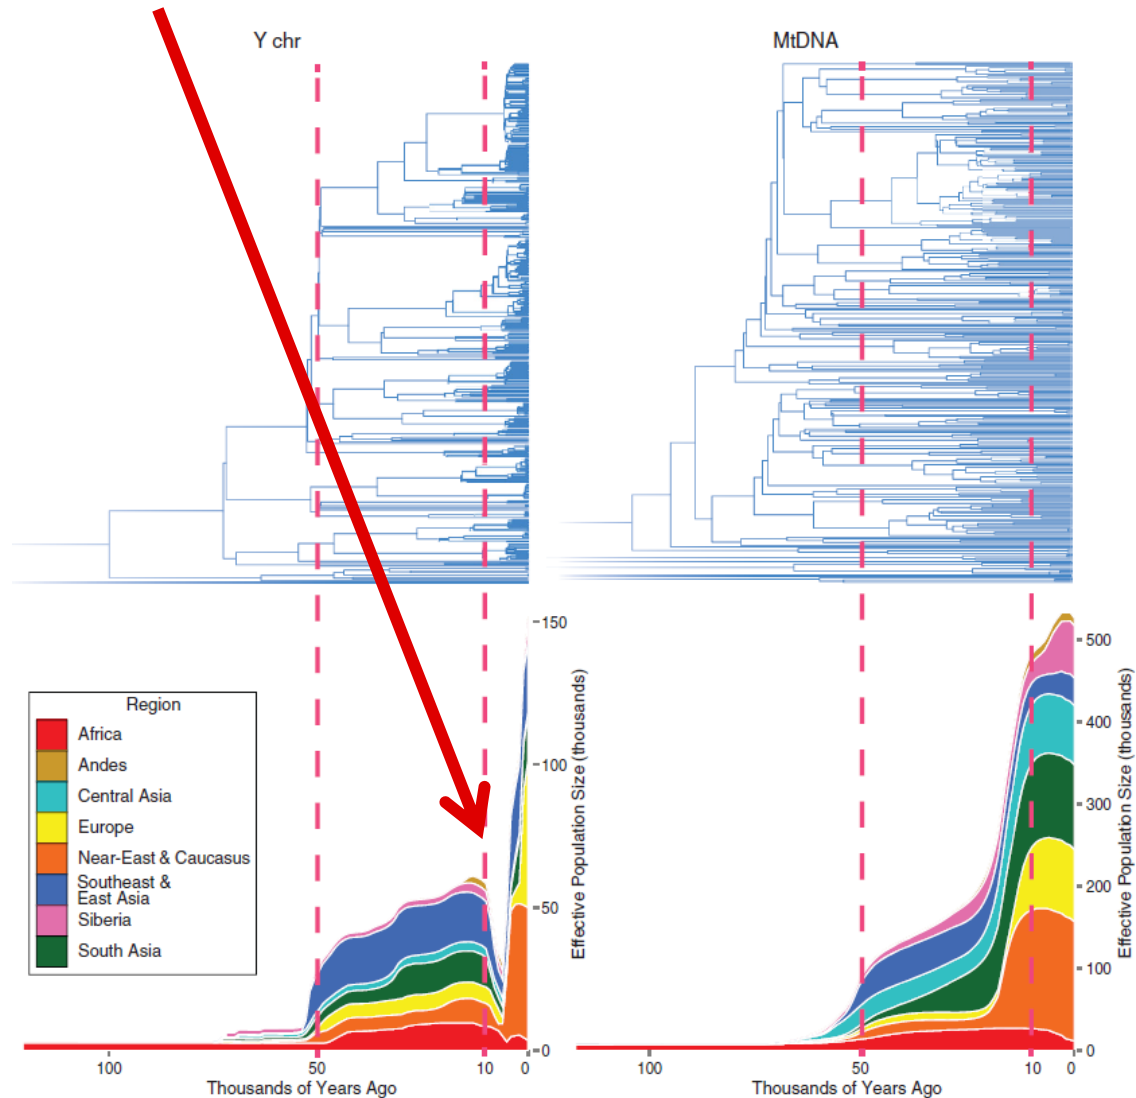 Y chr
MtDNA
150
100
50
0
Effective Population Size (thousands)
500
400
300
200
100
0
Effective Population Size (thousands)
Region
Africa
Andes
Central Asia
Europe
Near-East & Caucasus
Southeast &
East Asia
Siberia
South Asia
100
50
10
0
Thousands of Years Ago
100
50
10
0
Thousands of Years Ago